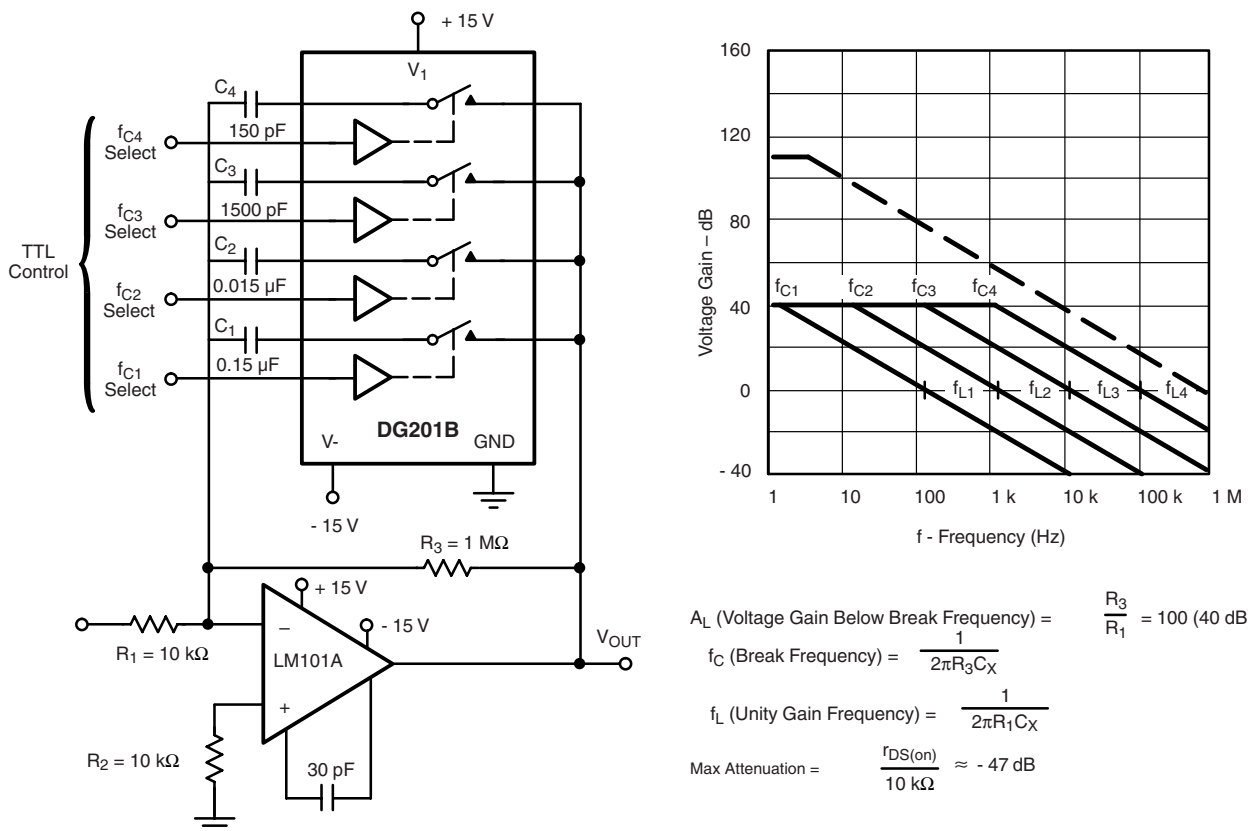 + 15 V
V1
C4
150 pF
fC4
Select
C3
1500 pF
fC3
Select
TTL
Control
C2
0.015 µF
fC2
Select
C1
0.15 µF
fC1
Select
V-
DG201B
GND
- 15 V
R3 = 1 MΩ
+ 15 V
- 15 V
VOUT
R1 = 10 kΩ
–
LM101A
+
R2 = 10 kΩ
30 pF
160
120
80
40
0
- 40
Voltage Gain – dB
fC1 fC2 fC3 fC4
fL1 fL2 fL3 fL4
1 10 100 1 k 10 k 100 k 1 M
f - Frequency (Hz)
AL (Voltage Gain Below Break Frequency) = R3 / R1 = 100 (40 dB
fC (Break Frequency) = 1 / 2πR3CX
fL (Unity Gain Frequency) = 1 / 2πR1CX
Max Attenuation = rDS(on) / 10 kΩ ≈ - 47 dB